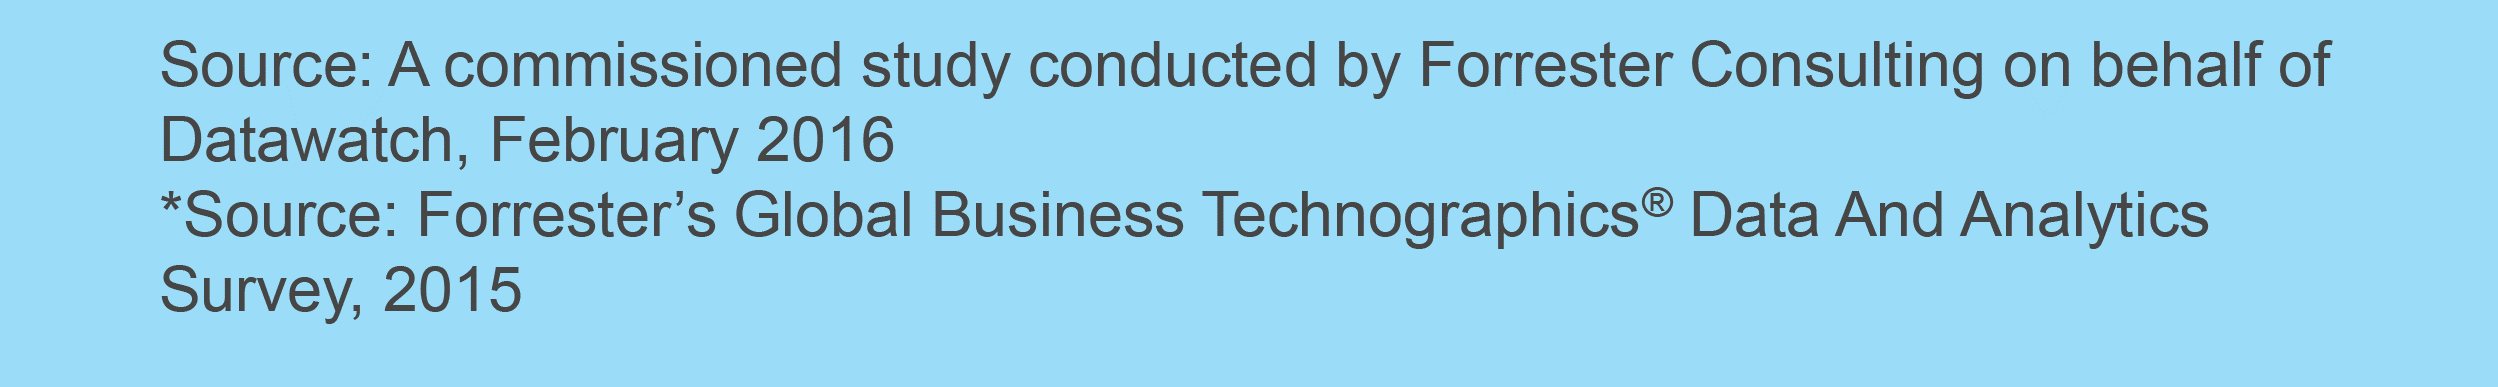 Source: A commissioned study conducted by Forrester Consulting on behalf of
Datawatch, February 2016
*Source: Forrester’s Global Business Technographics® Data And Analytics
Survey, 2015